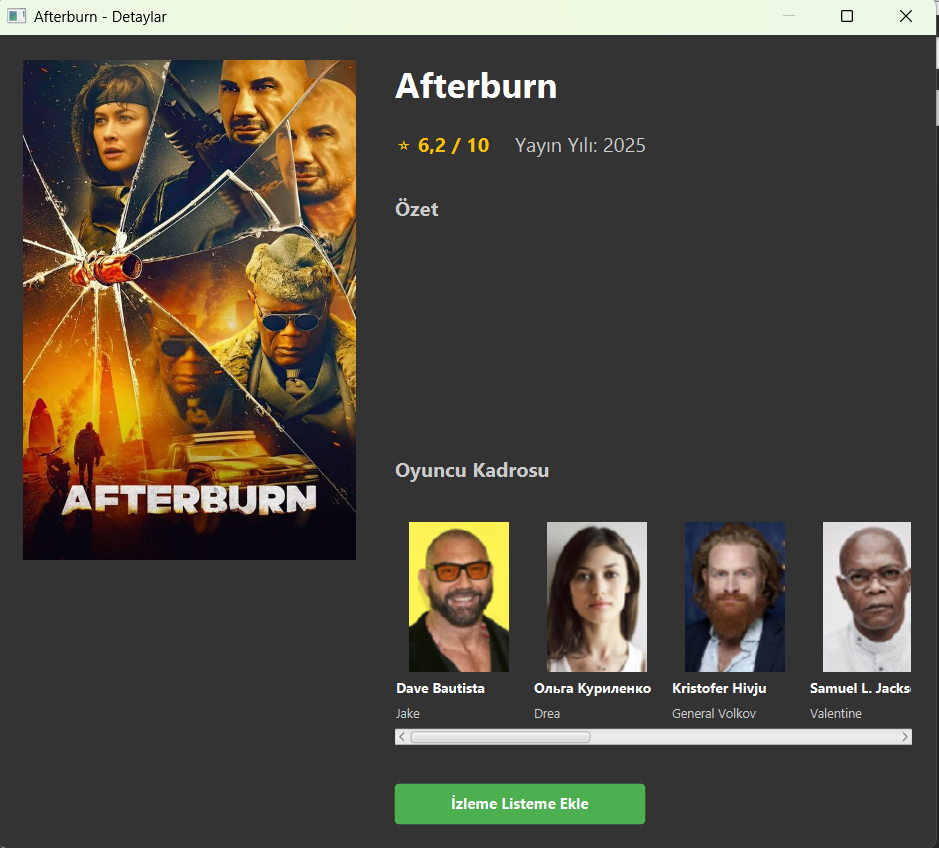 Afterburn - Detaylar
Afterburn
⭐ 6,2 / 10 Yayın Yılı: 2025
Özet
AFTERBURN
Oyuncu Kadrosu
Dave Bautista Ольга Куриленко Kristofer Hivju Samuel L. Jacks
Jake Drea General Volkov Valentine
İzleme Listeme Ekle